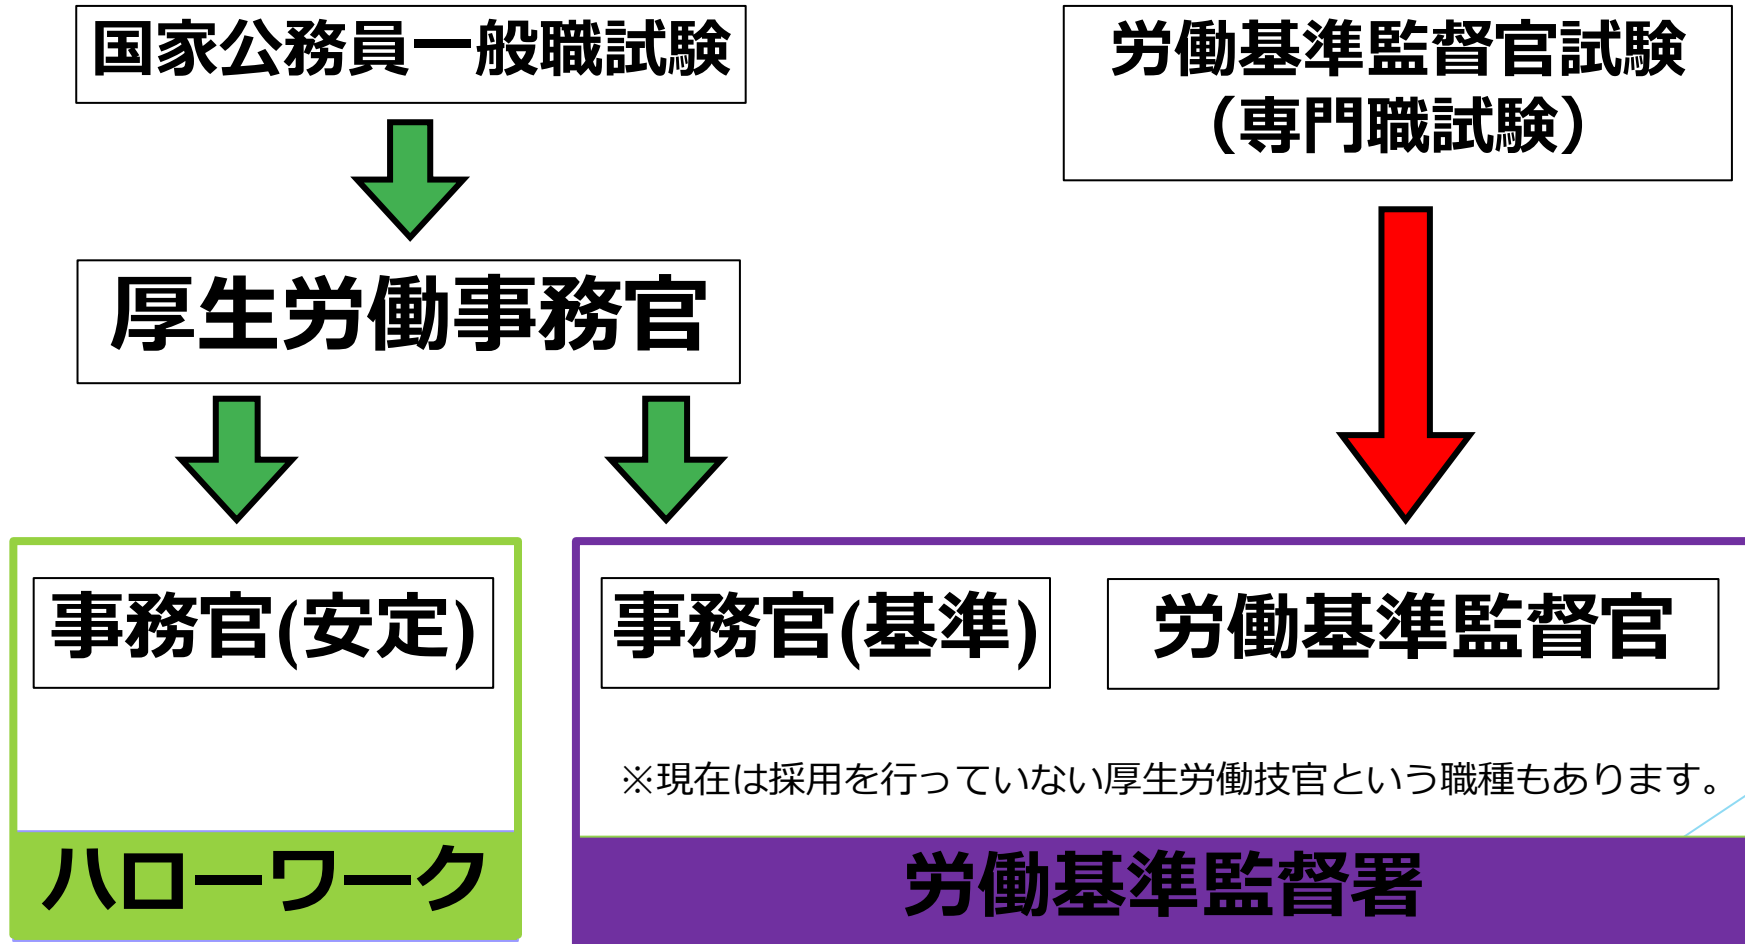 国家公務員一般職試験
労働基準監督官試験
（専門職試験）
厚生労働事務官
事務官(安定)
事務官(基準)
労働基準監督官
※現在は採用を行っていない厚生労働技官という職種もあります。
ハローワーク
労働基準監督署